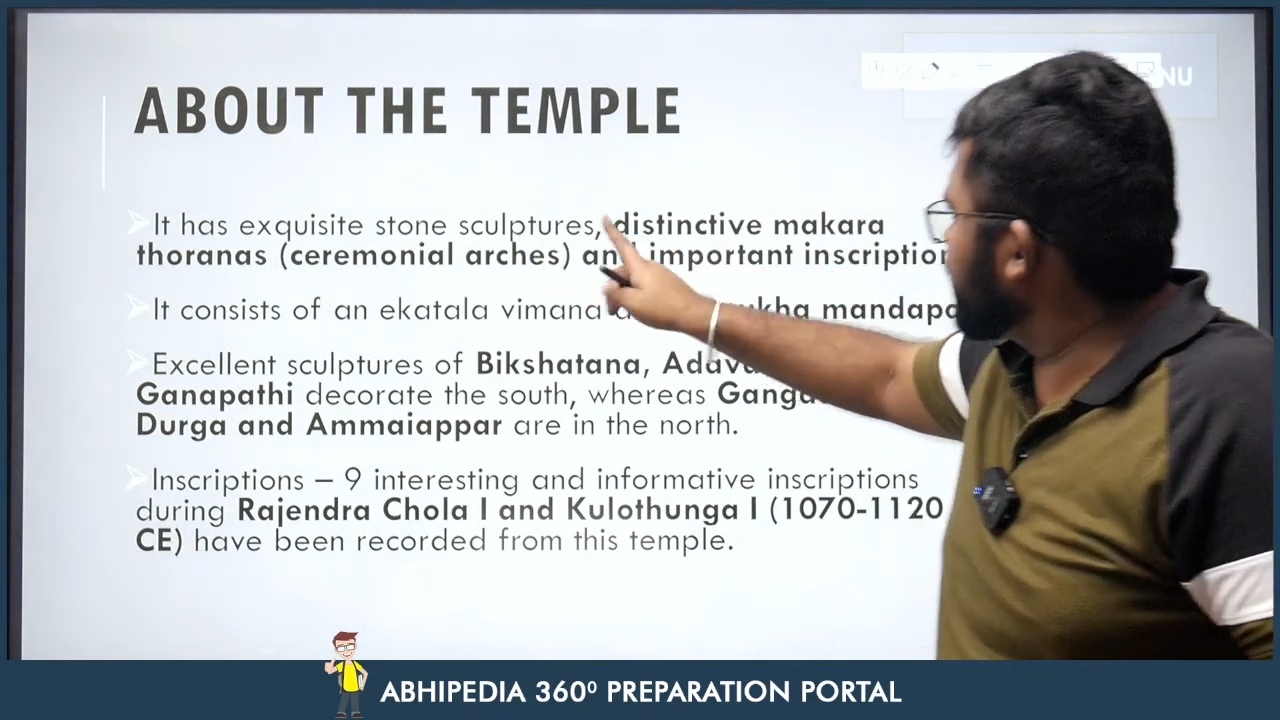 NU
ABOUT THE TEMPLE
It has exquisite stone sculptures, distinctive makara
thoranas (ceremonial arches) and important
It consists of an ekatala vimana
Excellent sculptures of Bikshatana,
Ganapathi decorate the south, whereas
Durga and Ammaiappar are in the north.
Inscriptions – 9 interesting and informative inscriptions
during Rajendra Chola I and Kulothunga I (1070-1120
CE) have been recorded from this temple.
ABHIPEDIA 360⁰ PREPARATION PORTAL